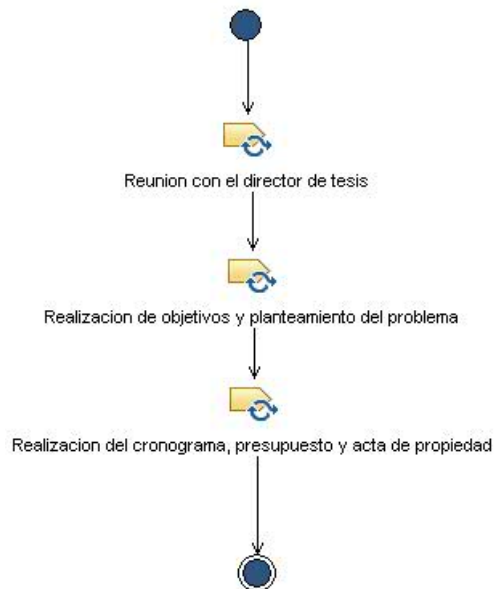 Reunion con el director de tesis
Realizacion de objetivos y planteamiento del problema
Realizacion del cronograma, presupuesto y acta de propiedad